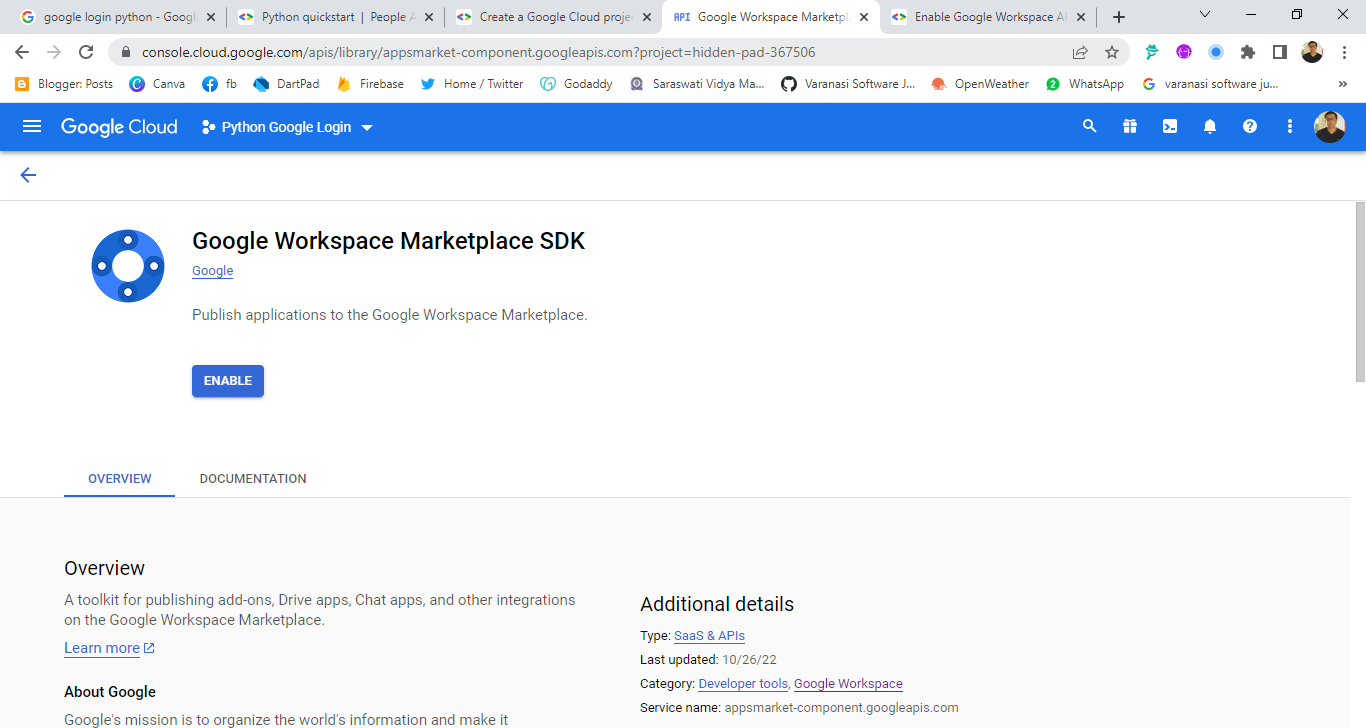 google login python - Googl
Python quickstart | People A
Create a Google Cloud projec
API Google Workspace Marketpla
Enable Google Workspace AP
console.cloud.google.com/apis/library/appsmarket-component.googleapis.com?project=hidden-pad-367506
Blogger: Posts Canva fb DartPad Firebase Home / Twitter Godaddy Saraswati Vidya Ma... Varanasi Software J... OpenWeather 2 WhatsApp varanasi software ju... »
Google Cloud Python Google Login
Google Workspace Marketplace SDK
Google
Publish applications to the Google Workspace Marketplace.
ENABLE
OVERVIEW DOCUMENTATION
Overview
A toolkit for publishing add-ons, Drive apps, Chat apps, and other integrations
on the Google Workspace Marketplace.
Learn more
About Google
Google's mission is to organize the world's information and make it
Additional details
Type: SaaS & APIs
Last updated: 10/26/22
Category: Developer tools, Google Workspace
Service name: appsmarket-component.googleapis.com